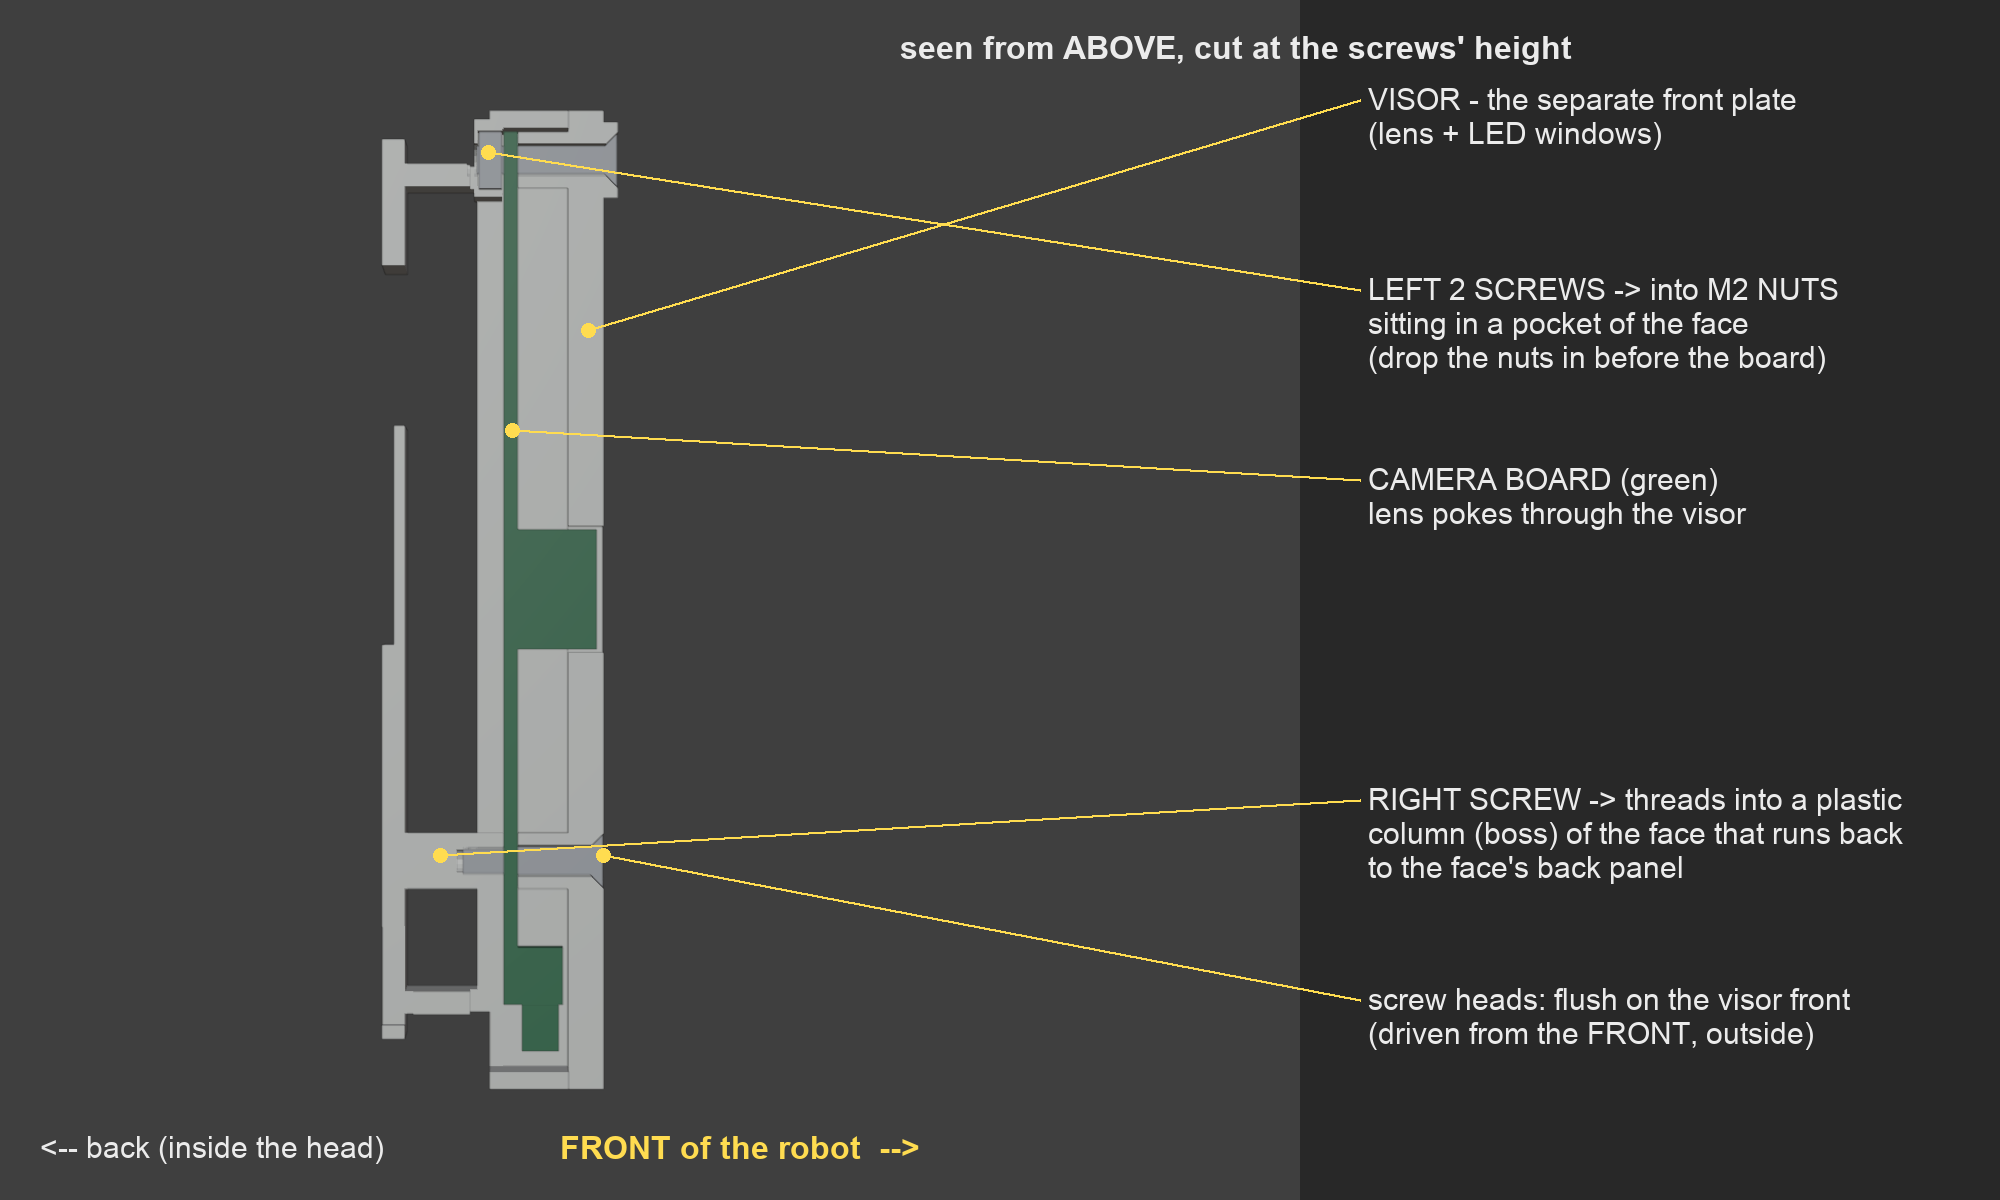 seen from ABOVE, cut at the screws' height
VISOR - the separate front plate
(lens + LED windows)
LEFT 2 SCREWS -> into M2 NUTS
sitting in a pocket of the face
(drop the nuts in before the board)
CAMERA BOARD (green)
lens pokes through the visor
RIGHT SCREW -> threads into a plastic
column (boss) of the face that runs back
to the face's back panel
screw heads: flush on the visor front
(driven from the FRONT, outside)
<-- back (inside the head)
FRONT of the robot -->